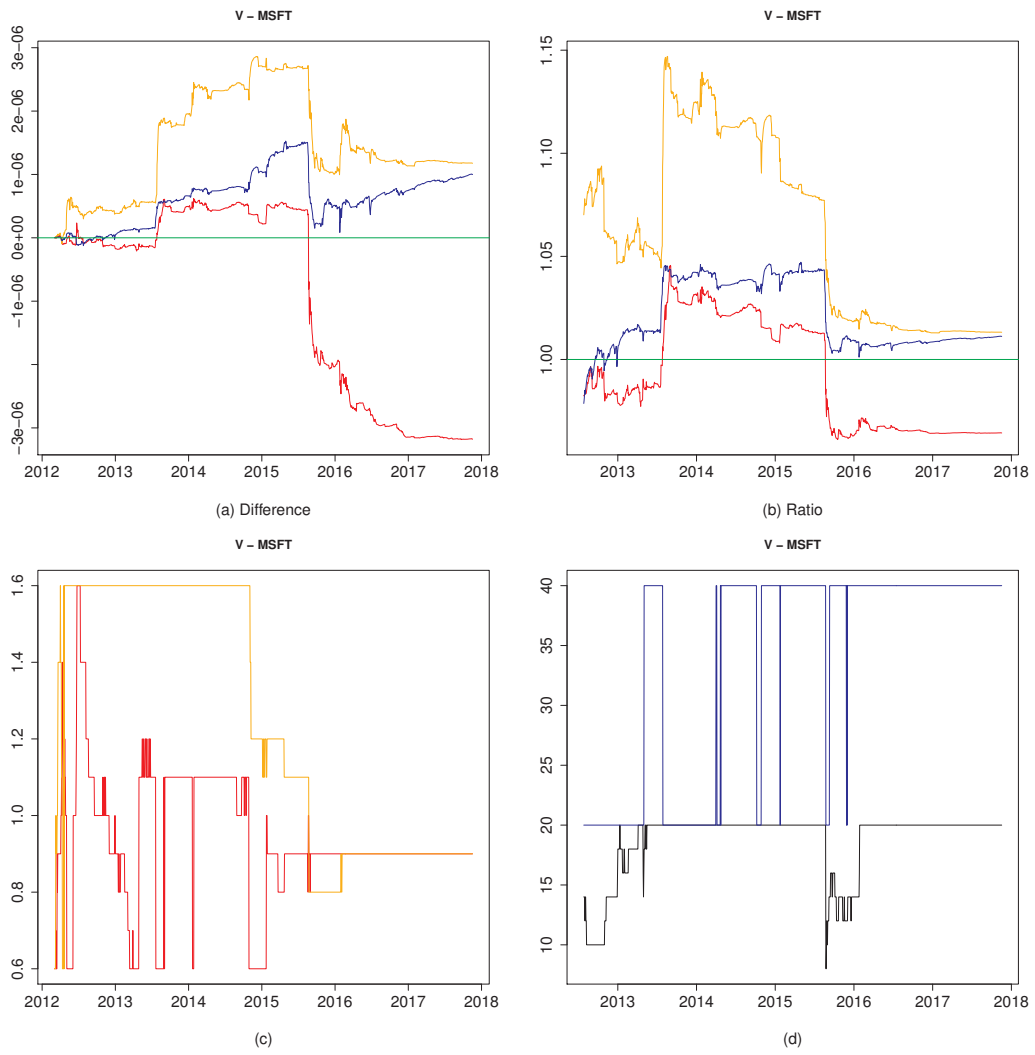 V − MSFT
3e−06
2e−06
1e−06
0e+00
−1e−06
−3e−06
2012 2013 2014 2015 2016 2017 2018
(a) Difference
V − MSFT
1.15
1.10
1.05
1.00
2013 2014 2015 2016 2017 2018
(b) Ratio
V − MSFT
1.6
1.4
1.2
1.0
0.8
0.6
2012 2013 2014 2015 2016 2017 2018
(c)
V − MSFT
40
35
30
25
20
15
10
2013 2014 2015 2016 2017 2018
(d)